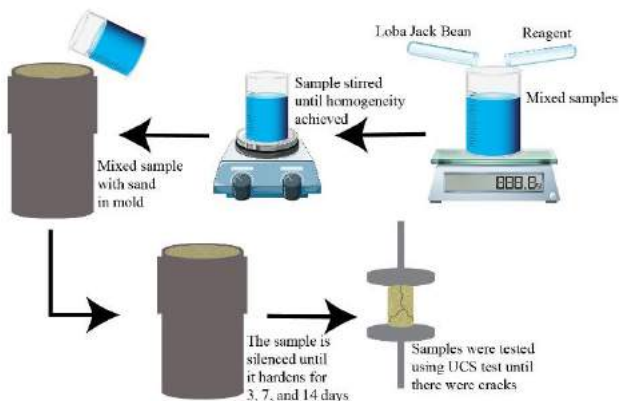 Loba Jack Bean
Reagent
Mixed samples
Sample stirred
until homogeneity
achieved
Mixed sample
with sand
in mold
The sample is
silenced until
it hardens for
3, 7, and 14 days
Samples were tested
using UCS test until
there were cracks